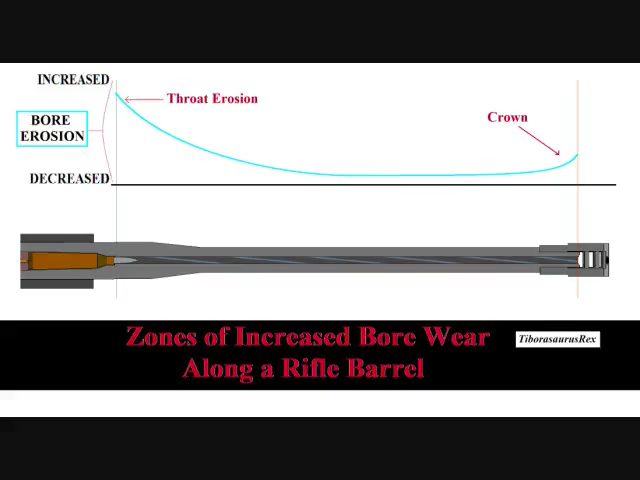 INCREASED
Throat Erosion
Crown
BORE
EROSION
DECREASED
Zones of Increased Bore Wear
Along a Rifle Barrel
TiborasaurusRex